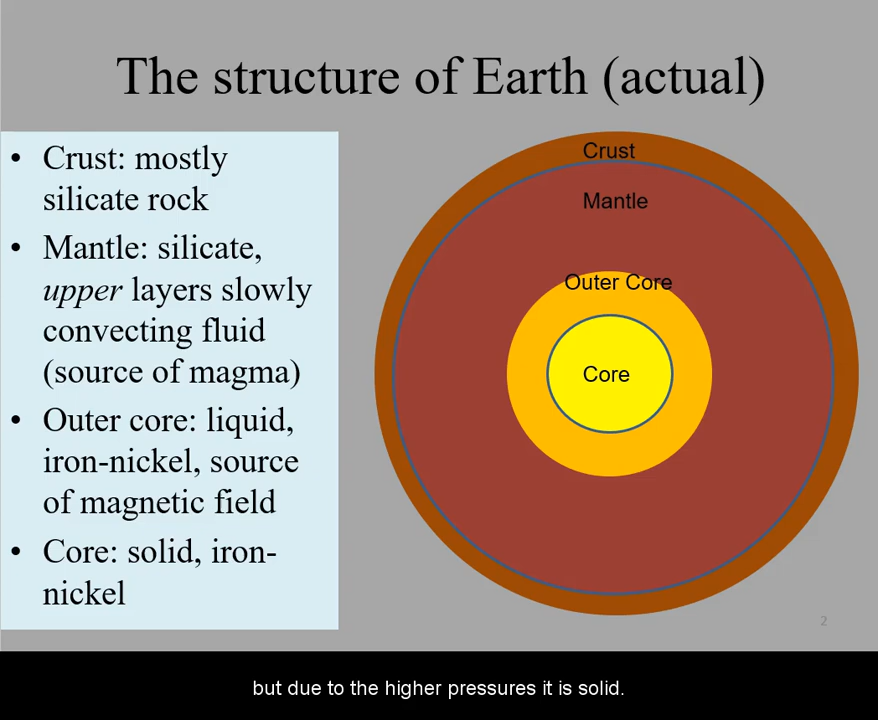 The structure of Earth (actual)
• Crust: mostly
silicate rock
• Mantle: silicate,
upper layers slowly
convecting fluid
(source of magma)
• Outer core: liquid,
iron-nickel, source
of magnetic field
• Core: solid, iron-
nickel
Crust
Mantle
Outer Core
Core
2
but due to the higher pressures it is solid.